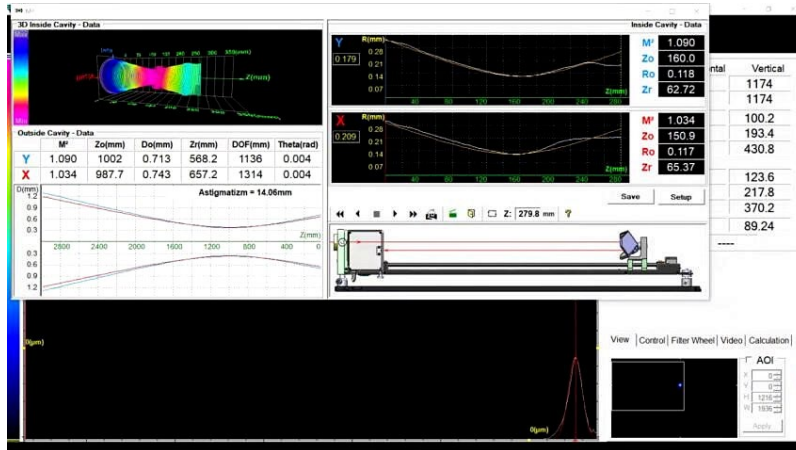 M²
3D Inside Cavity - Data
Inside Cavity - Data
Max
Min
Z(mm)
Y
0.179
R(mm)
0.28
0.21
0.14
0.07
40 80 120 160 200 240 280
Z(mm)
M² 1.090
Zo 160.0
Ro 0.118
Zr 62.72
X
0.209
R(mm)
0.28
0.21
0.14
0.07
40 80 120 160 200 240 280
Z(mm)
M² 1.034
Zo 150.9
Ro 0.117
Zr 65.37
Outside Cavity - Data
M² Zo(mm) Do(mm) Zr(mm) DOF(mm) Theta(rad)
Y 1.090 1002 0.713 568.2 1136 0.004
X 1.034 987.7 0.743 657.2 1314 0.004
Astigmatizm = 14.06mm
D(mm)
1.2
0.9
0.6
0.3
Z(mm)
2800 2400 2000 1600 1200 800 400 0
0.3
0.6
0.9
1.2
Save Setup
Z: 279.8 mm ?
Vertical
1174
1174
100.2
193.4
430.8
123.6
217.8
370.2
89.24
----
0(µm)
0(µm)
View Control Filter Wheel Video Calculation
AOI
X 0
Y 0
H 1216
W 1936
Apply